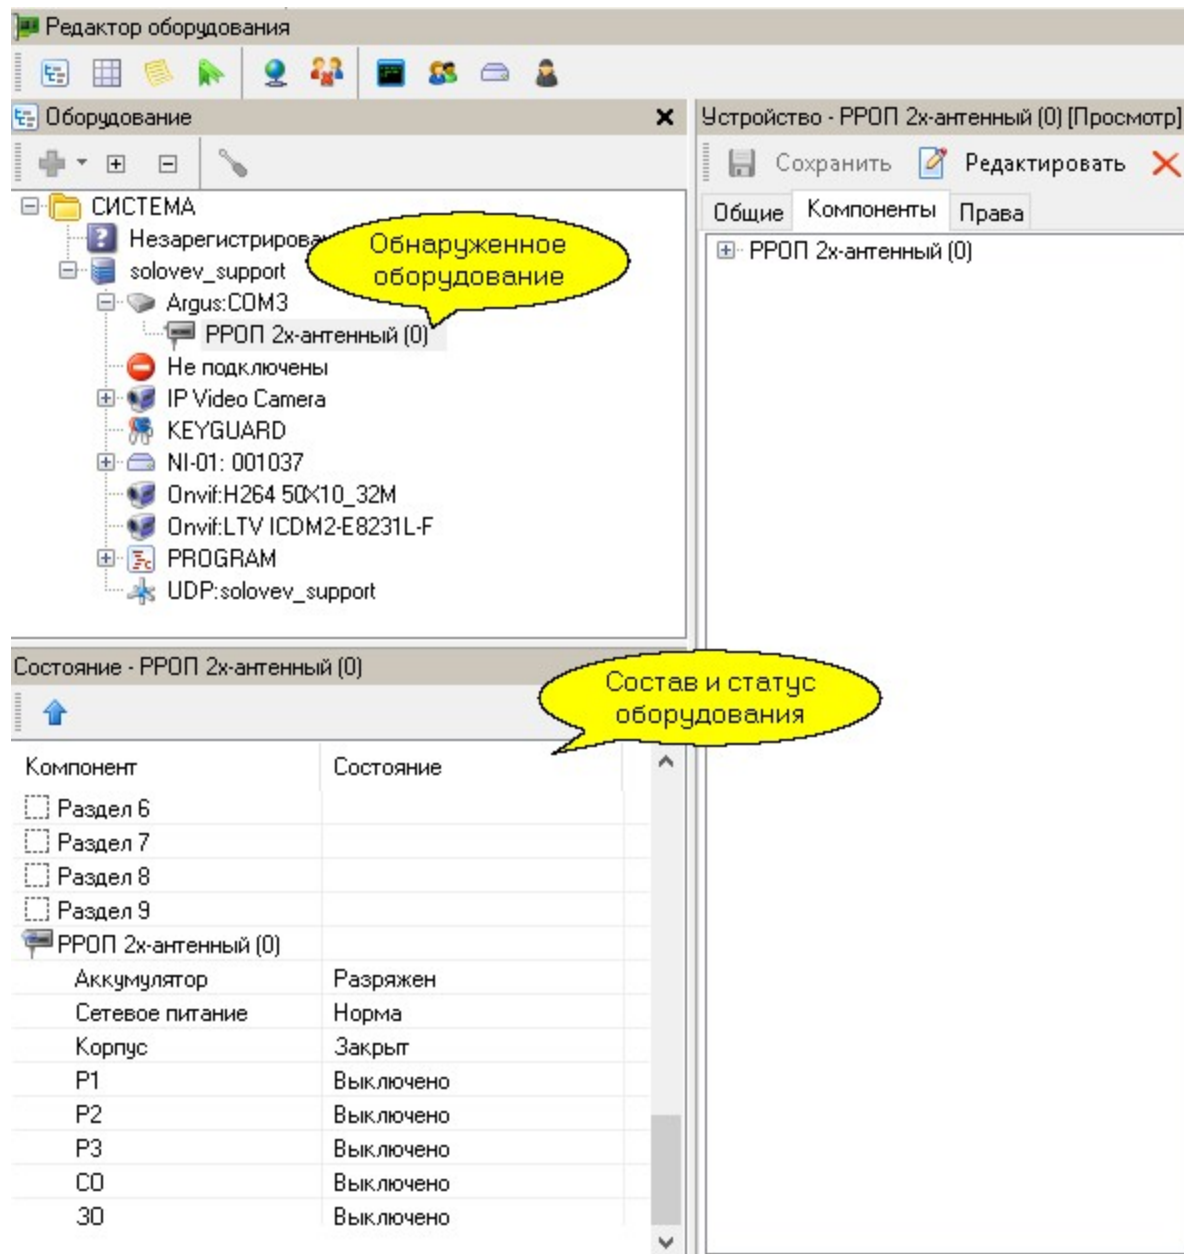 Редактор оборудования
Оборудование
Устройство - РРОП 2х-антенный (0) [Просмотр]
Сохранить Редактировать
Общие Компоненты Права
РРОП 2х-антенный (0)
СИСТЕМА
Незарегистриров
Обнаруженное
оборудование
solovev_support
Argus:COM3
РРОП 2х-антенный (0)
Не подключены
IP Video Camera
KEYGUARD
NI-01: 001037
Onvif:H264 50X10_32M
Onvif:LTV ICDM2-E8231L-F
PROGRAM
UDP:solovev_support
Состояние - РРОП 2х-антенный (0)
Состав и статус
оборудования
Компонент Состояние
Раздел 6
Раздел 7
Раздел 8
Раздел 9
РРОП 2х-антенный (0)
Аккумулятор Разряжен
Сетевое питание Норма
Корпус Закрыт
Р1 Выключено
Р2 Выключено
Р3 Выключено
СО Выключено
ЗО Выключено